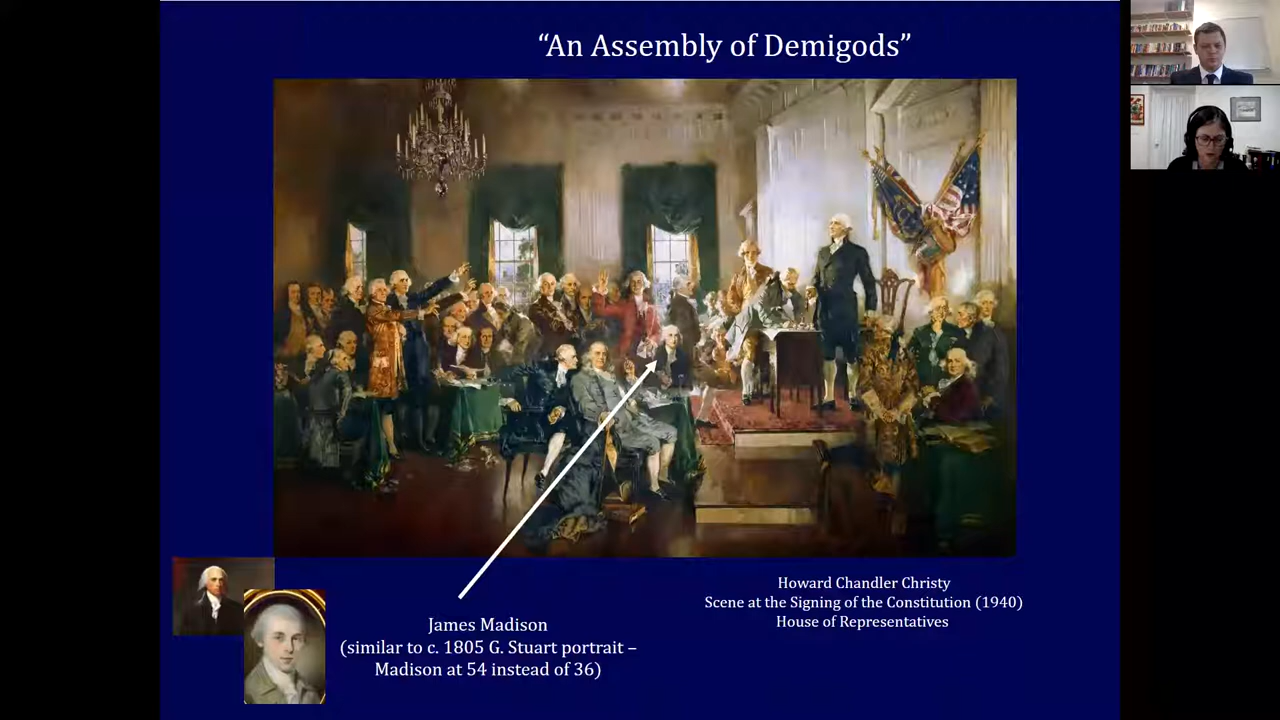 “An Assembly of Demigods”
James Madison
(similar to c. 1805 G. Stuart portrait –
Madison at 54 instead of 36)
Howard Chandler Christy
Scene at the Signing of the Constitution (1940)
House of Representatives